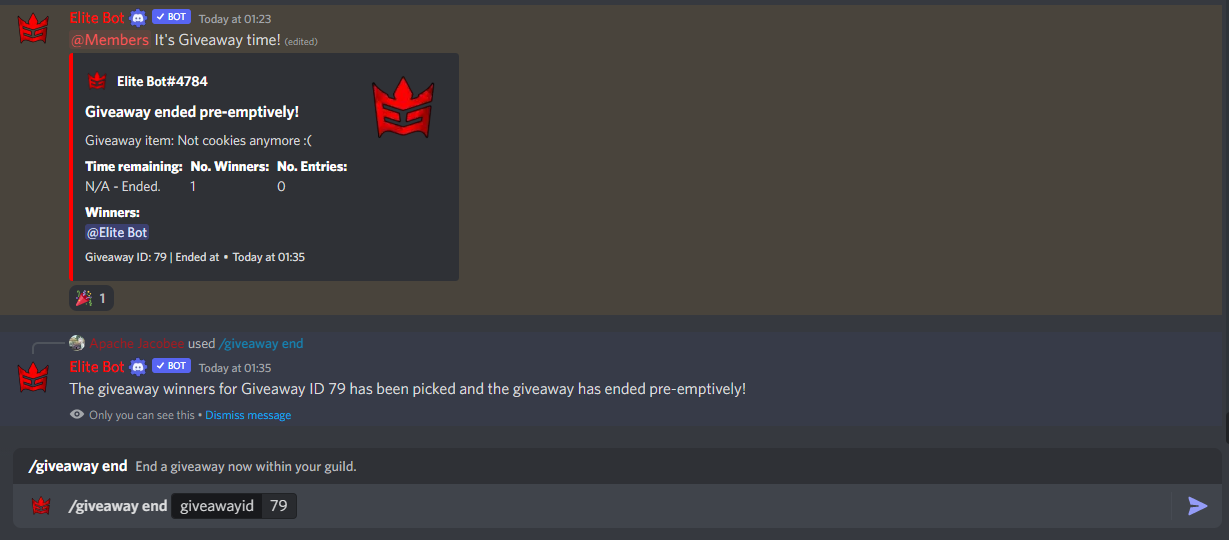 Elite Bot ✓ BOT Today at 01:23
@Members It's Giveaway time! (edited)
Elite Bot#4784
Giveaway ended pre-emptively!
Giveaway item: Not cookies anymore :(
Time remaining: No. Winners: No. Entries:
N/A - Ended. 1 0
Winners:
@Elite Bot
Giveaway ID: 79 | Ended at • Today at 01:35
🎉 1
Apache Jacobee used /giveaway end
Elite Bot ✓ BOT Today at 01:35
The giveaway winners for Giveaway ID 79 has been picked and the giveaway has ended pre-emptively!
Only you can see this • Dismiss message
/giveaway end End a giveaway now within your guild.
/giveaway end giveawayid 79